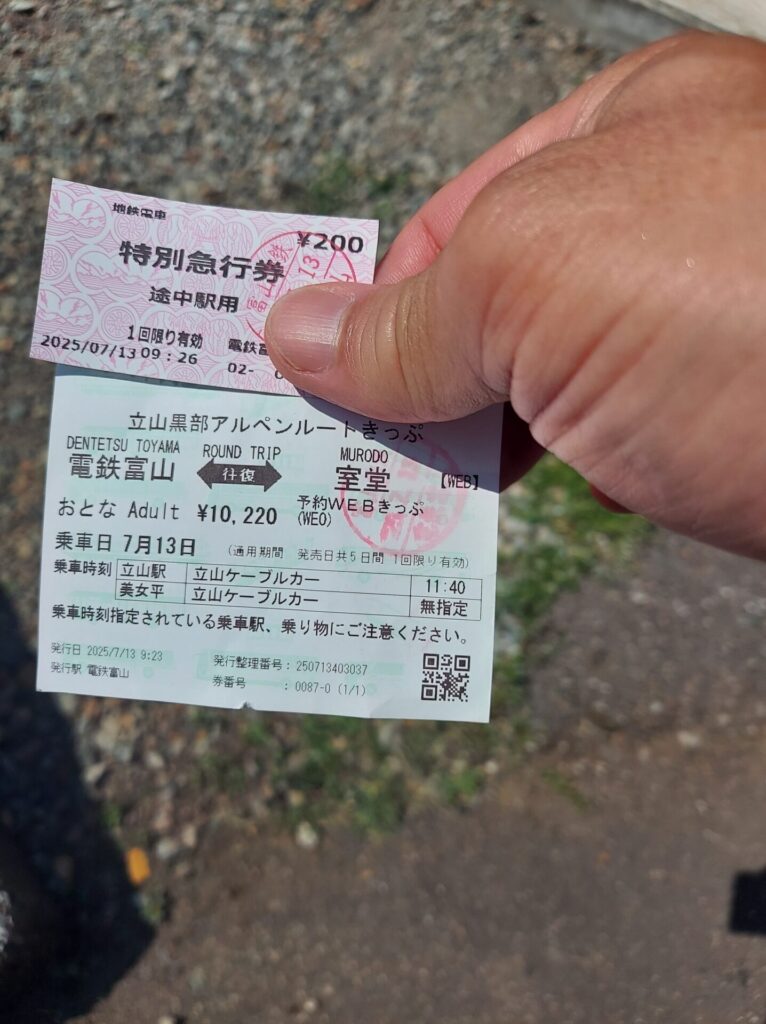 地鉄電車
¥200
特別急行券
途中駅用
1回限り有効
電鉄富
2025/07/13 09:26
02-
13
立山黒部アルペンルートきっぷ
DENTETSU TOYAMA ROUND TRIP MURODO
電鉄富山 往復 室堂 【WEB】
おとな Adult ¥10,220 予約WEBきっぷ
(WEO)
乗車日 7月13日 (通用期間 発売日共5日間 1回限り有効)
乗車時刻 立山駅 立山ケーブルカー 11:40
美女平 立山ケーブルカー 無指定
乗車時刻指定されている乗車駅、乗り物にご注意ください。
発行日 2025/7/13 9:23 発行整理番号:250713403037
発行駅 電鉄富山 券番号 :0087-0 (1/1)